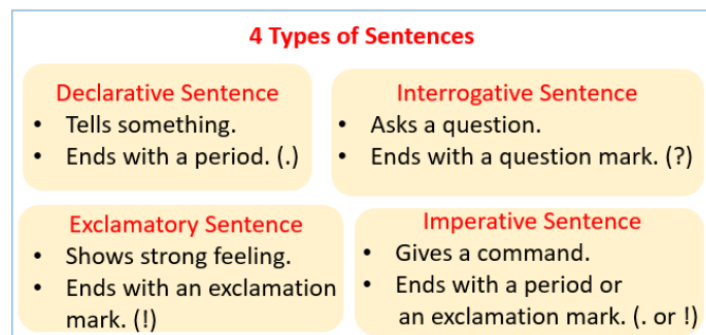 4 Types of Sentences
Declarative Sentence
• Tells something.
• Ends with a period. (.)
Interrogative Sentence
• Asks a question.
• Ends with a question mark. (?)
Exclamatory Sentence
• Shows strong feeling.
• Ends with an exclamation
mark. (!)
Imperative Sentence
• Gives a command.
• Ends with a period or
an exclamation mark. (. or !)